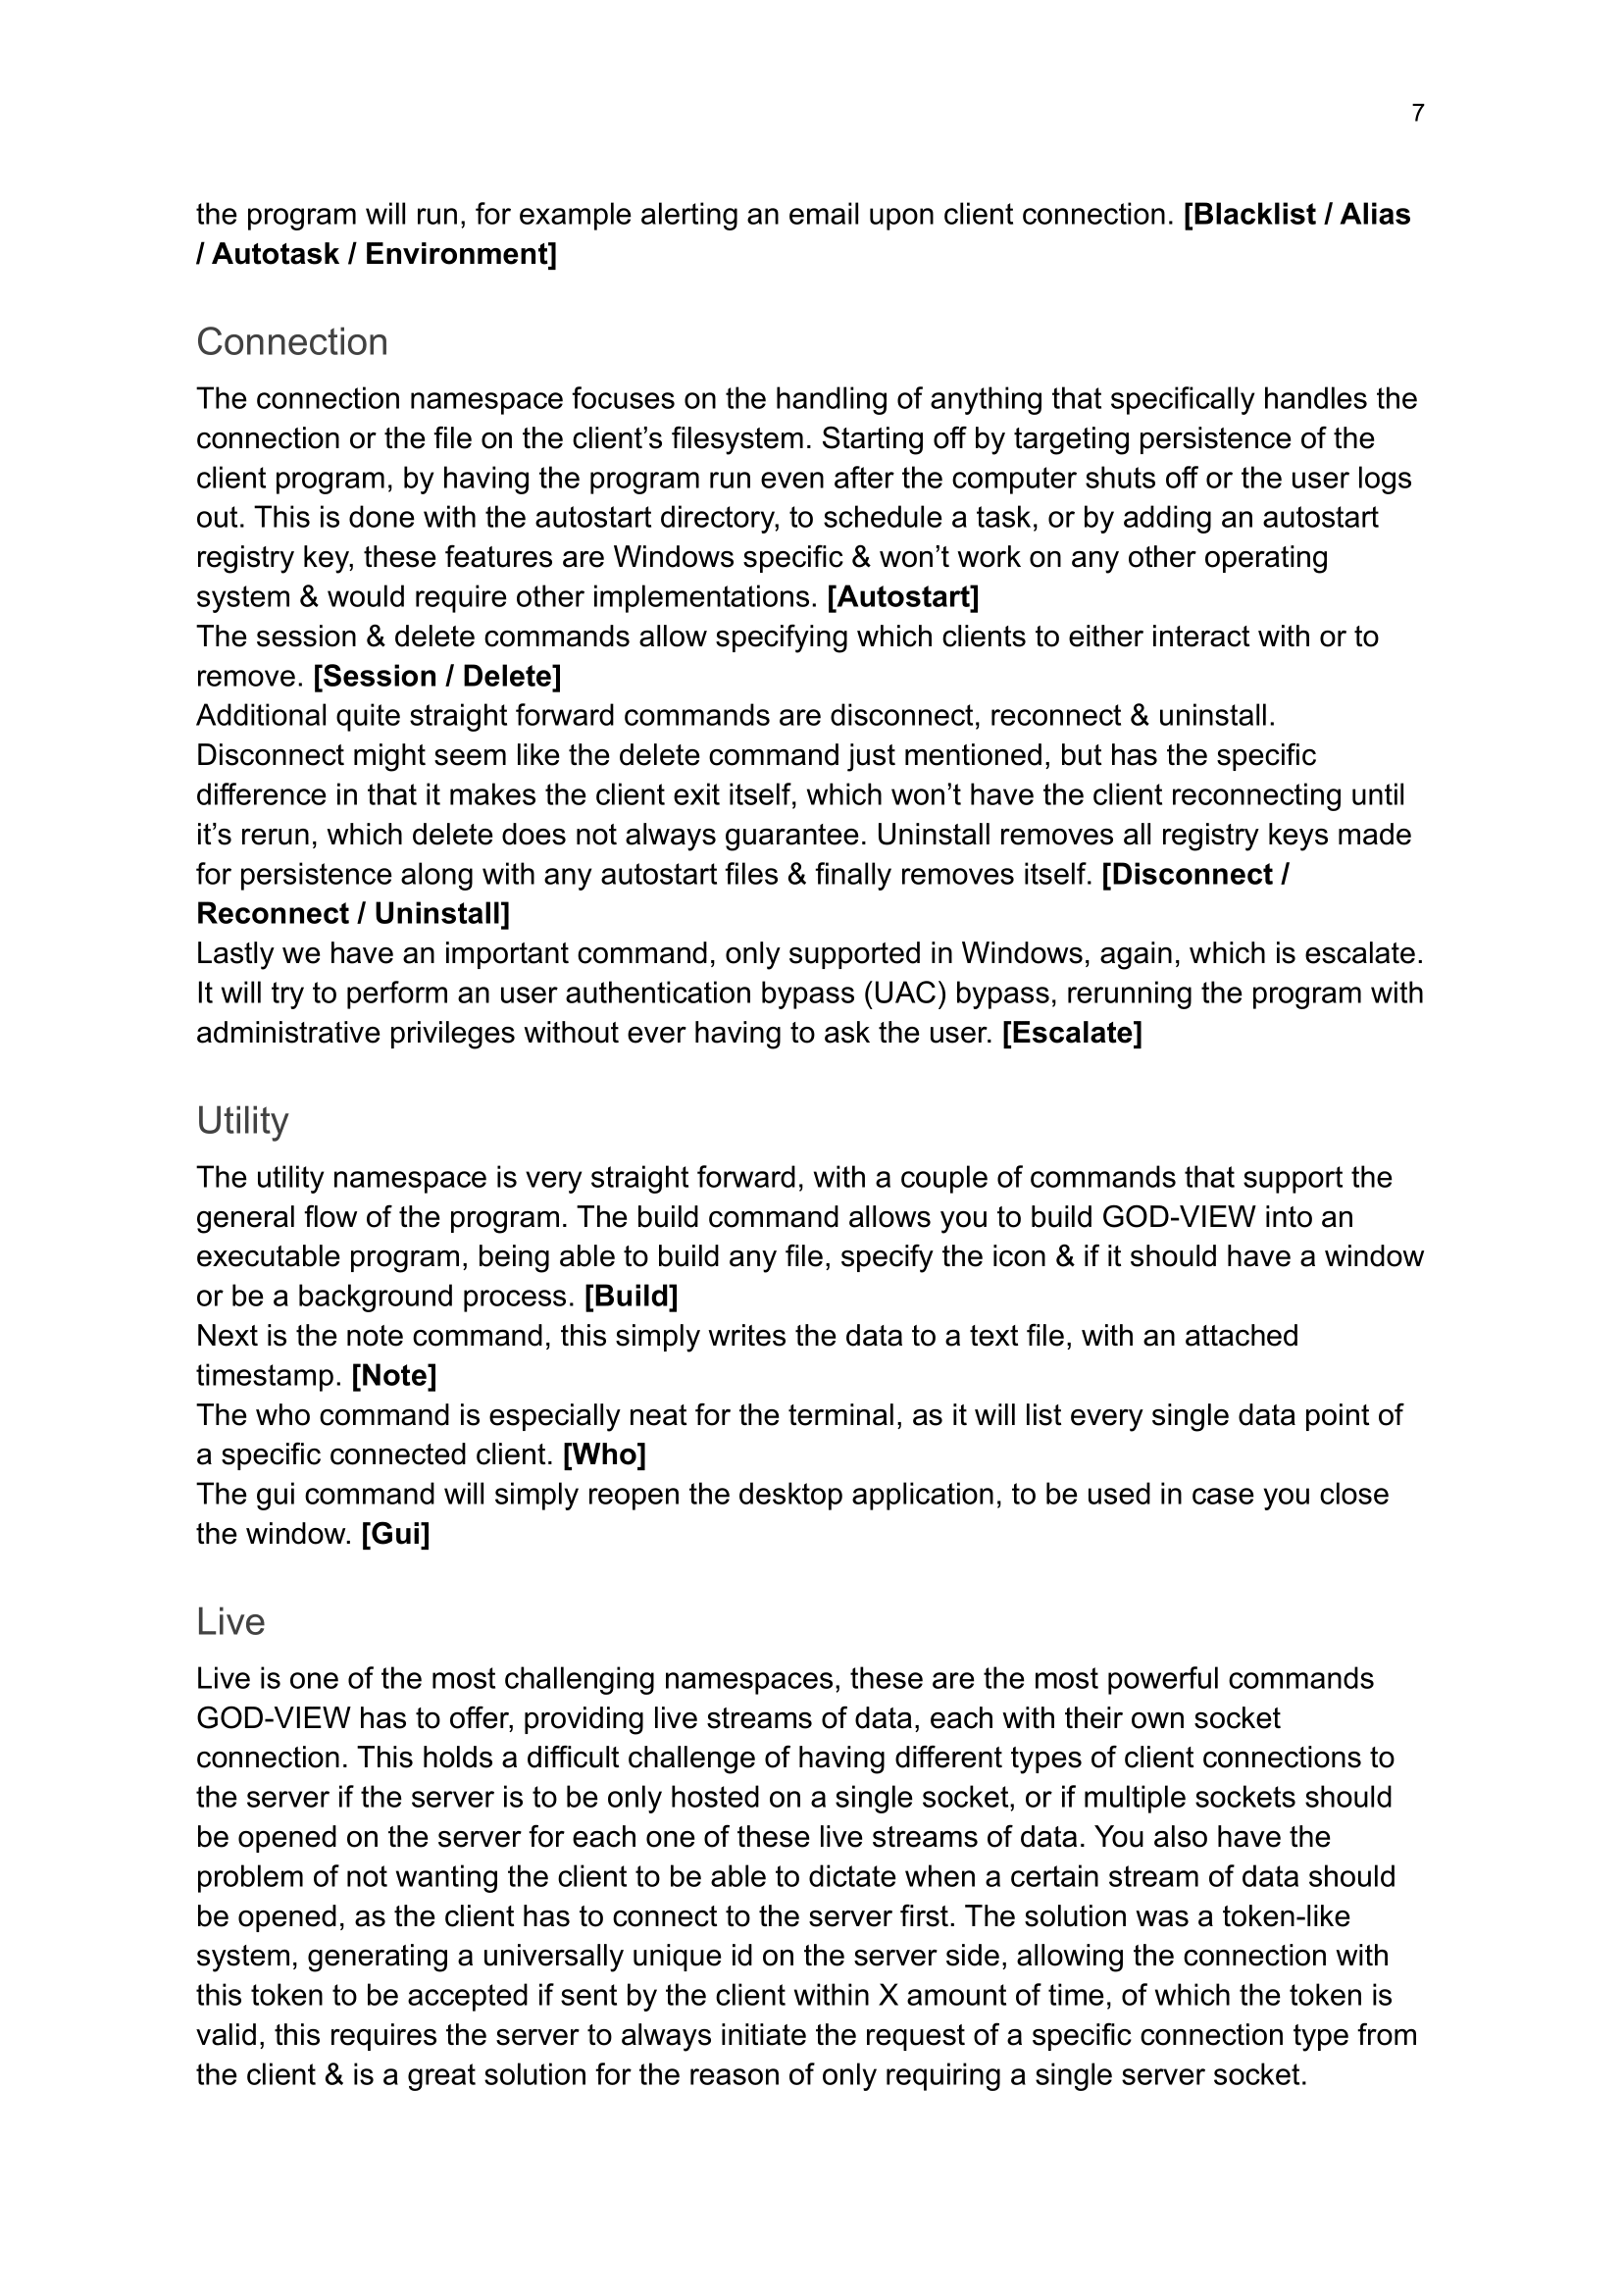 7
the program will run, for example alerting an email upon client connection. [Blacklist / Alias
/ Autotask / Environment]
Connection
The connection namespace focuses on the handling of anything that specifically handles the
connection or the file on the client’s filesystem. Starting off by targeting persistence of the
client program, by having the program run even after the computer shuts off or the user logs
out. This is done with the autostart directory, to schedule a task, or by adding an autostart
registry key, these features are Windows specific & won’t work on any other operating
system & would require other implementations. [Autostart]
The session & delete commands allow specifying which clients to either interact with or to
remove. [Session / Delete]
Additional quite straight forward commands are disconnect, reconnect & uninstall.
Disconnect might seem like the delete command just mentioned, but has the specific
difference in that it makes the client exit itself, which won’t have the client reconnecting until
it’s rerun, which delete does not always guarantee. Uninstall removes all registry keys made
for persistence along with any autostart files & finally removes itself. [Disconnect /
Reconnect / Uninstall]
Lastly we have an important command, only supported in Windows, again, which is escalate.
It will try to perform an user authentication bypass (UAC) bypass, rerunning the program with
administrative privileges without ever having to ask the user. [Escalate]
Utility
The utility namespace is very straight forward, with a couple of commands that support the
general flow of the program. The build command allows you to build GOD-VIEW into an
executable program, being able to build any file, specify the icon & if it should have a window
or be a background process. [Build]
Next is the note command, this simply writes the data to a text file, with an attached
timestamp. [Note]
The who command is especially neat for the terminal, as it will list every single data point of
a specific connected client. [Who]
The gui command will simply reopen the desktop application, to be used in case you close
the window. [Gui]
Live
Live is one of the most challenging namespaces, these are the most powerful commands
GOD-VIEW has to offer, providing live streams of data, each with their own socket
connection. This holds a difficult challenge of having different types of client connections to
the server if the server is to be only hosted on a single socket, or if multiple sockets should
be opened on the server for each one of these live streams of data. You also have the
problem of not wanting the client to be able to dictate when a certain stream of data should
be opened, as the client has to connect to the server first. The solution was a token-like
system, generating a universally unique id on the server side, allowing the connection with
this token to be accepted if sent by the client within X amount of time, of which the token is
valid, this requires the server to always initiate the request of a specific connection type from
the client & is a great solution for the reason of only requiring a single server socket.